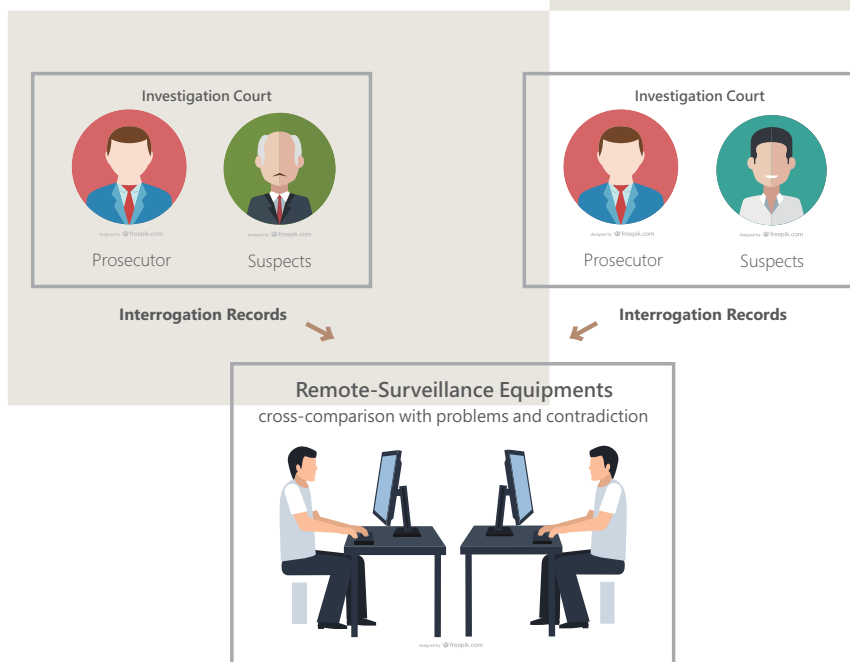 Investigation Court
designed by freepik.com
designed by freepik.com
Prosecutor
Suspects
Interrogation Records
Investigation Court
designed by freepik.com
designed by freepik.com
Prosecutor
Suspects
Interrogation Records
Remote-Surveillance Equipments
cross-comparison with problems and contradiction
designed by freepik.com